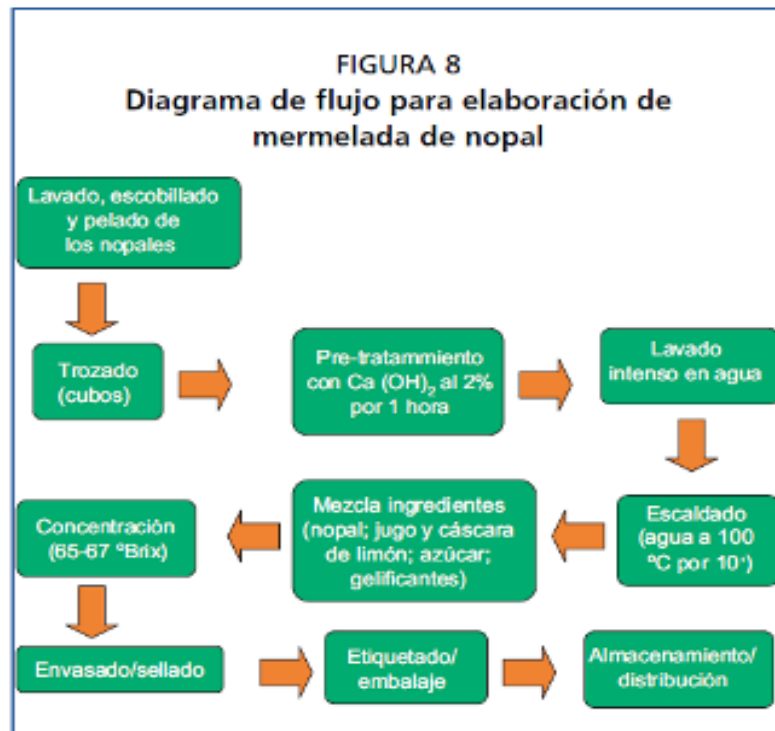 FIGURA 8
Diagrama de flujo para elaboración de
mermelada de nopal
Lavado, escobillado
y pelado de
los nopales
Trozado
(cubos)
Pre-tratammiento
con Ca (OH)₂ al 2%
por 1 hora
Lavado
intenso en agua
Escaldado
(agua a 100
ºC por 10')
Mezcla ingredientes
(nopal; jugo y cáscara
de limón; azúcar;
gelificantes)
Concentración
(65-67 ºBrix)
Envasado/sellado
Etiquetado/
embalaje
Almacenamiento/
distribución